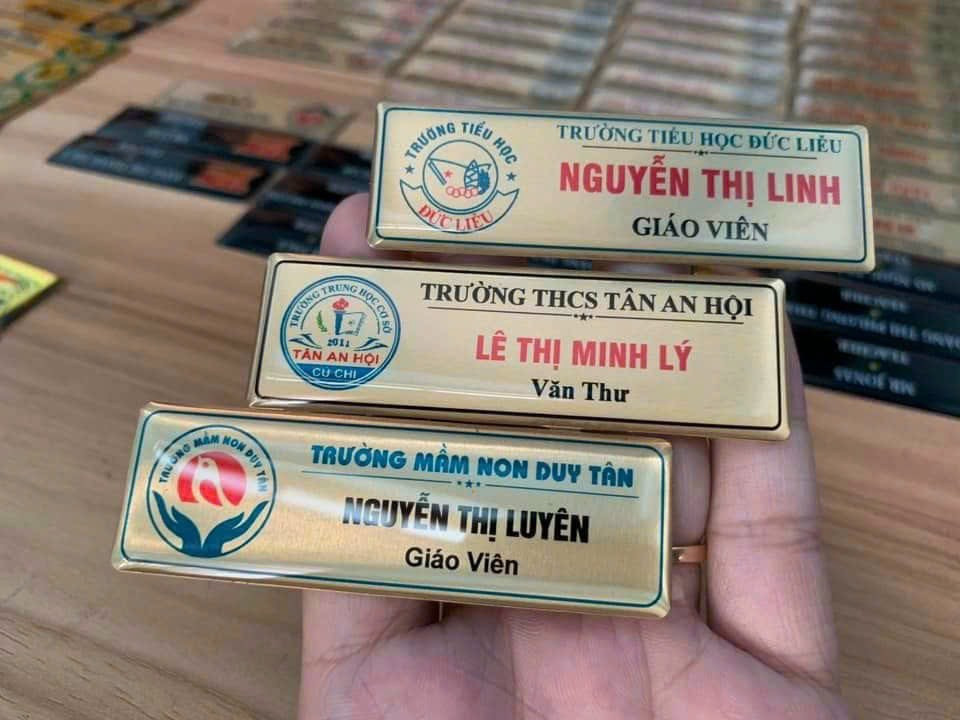 TRƯỜNG TIỂU HỌC
ĐỨC LIỄU
TRƯỜNG TIỂU HỌC ĐỨC LIỄU
NGUYỄN THỊ LINH
GIÁO VIÊN
TRƯỜNG TRUNG HỌC CƠ SỞ
2011
TÂN AN HỘI
CỦ CHI
TRƯỜNG THCS TÂN AN HỘI
LÊ THỊ MINH LÝ
Văn Thư
TRƯỜNG MẦM NON DUY TÂN
TRƯỜNG MẦM NON DUY TÂN
NGUYỄN THỊ LUYÊN
Giáo Viên